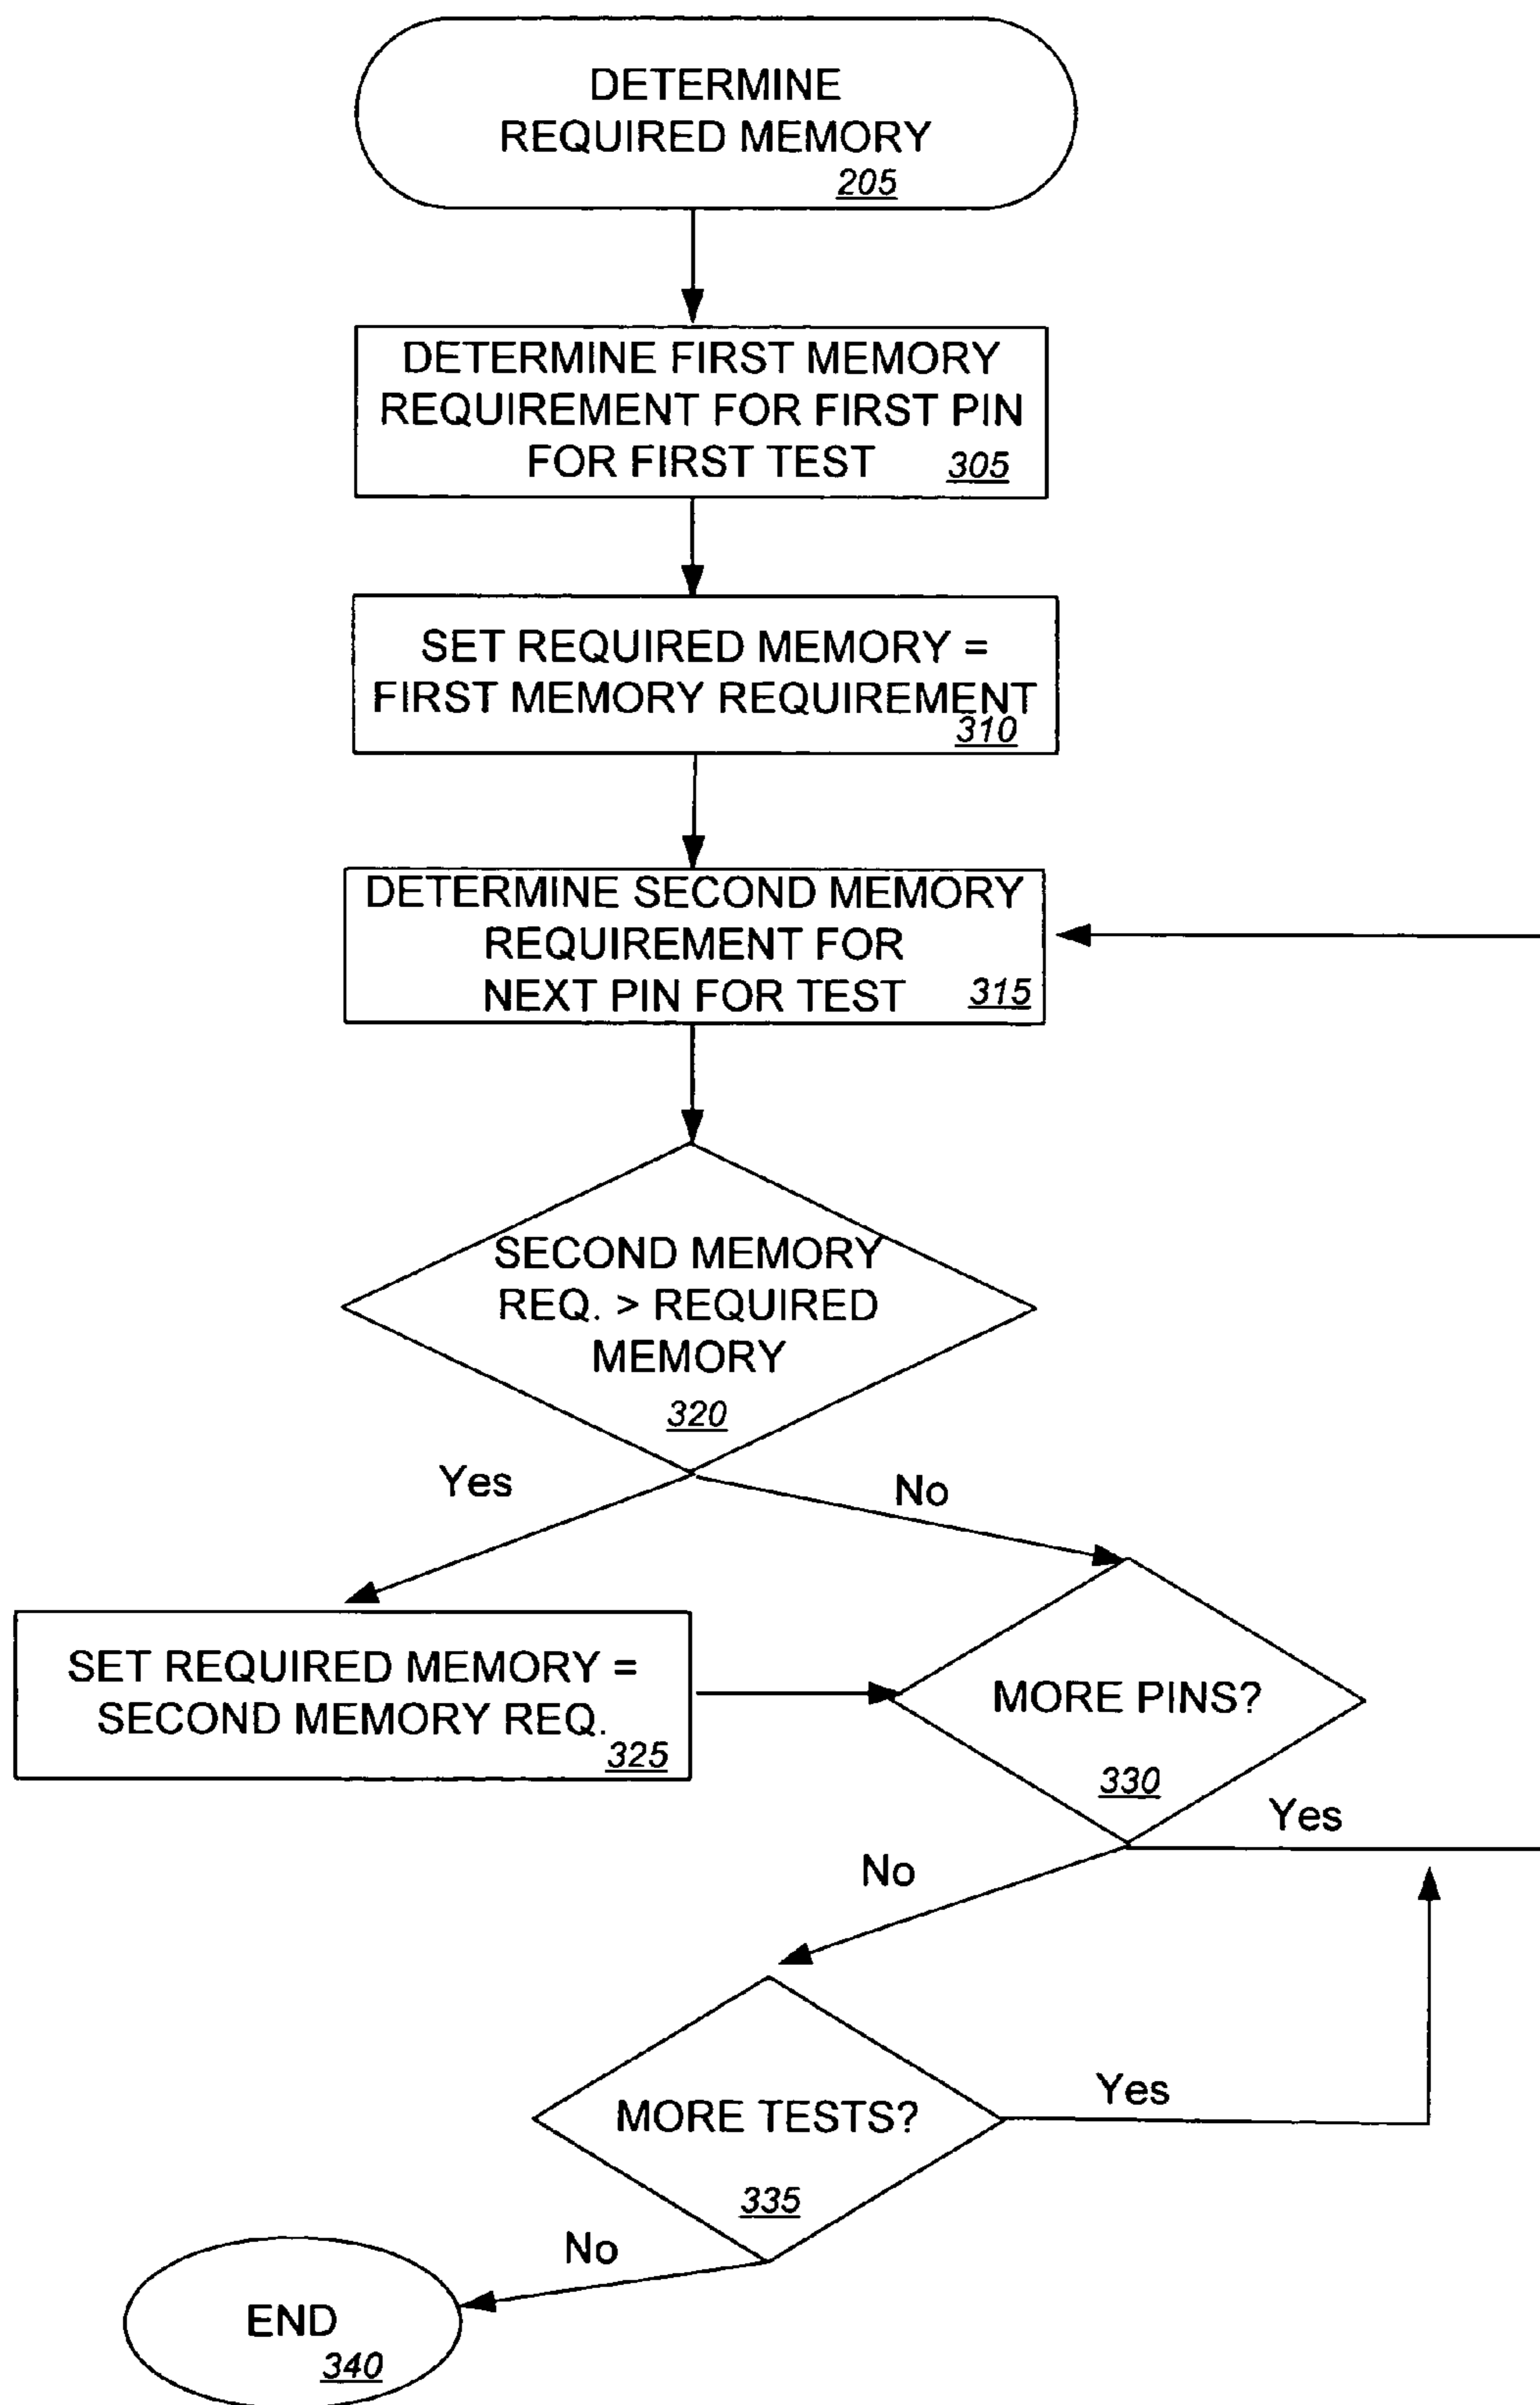 DETERMINE
REQUIRED MEMORY
205
DETERMINE FIRST MEMORY
REQUIREMENT FOR FIRST PIN
FOR FIRST TEST 305
SET REQUIRED MEMORY =
FIRST MEMORY REQUIREMENT
310
DETERMINE SECOND MEMORY
REQUIREMENT FOR
NEXT PIN FOR TEST 315
SECOND MEMORY
REQ. > REQUIRED
MEMORY
320
Yes
No
SET REQUIRED MEMORY =
SECOND MEMORY REQ.
325
MORE PINS?
330
Yes
No
MORE TESTS?
335
Yes
No
END
340